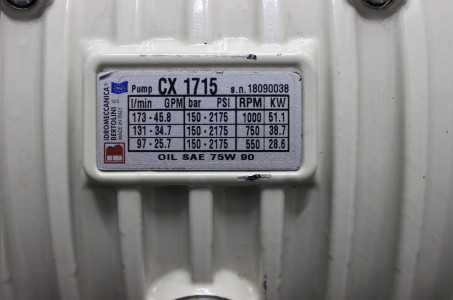 Pump CX 1715 s.n. 18090038
l/min GPM bar PSI RPM KW
173 - 45.8 150 - 2175 1000 51.1
131 - 34.7 150 - 2175 750 38.7
97 - 25.7 150 - 2175 550 28.6
OIL SAE 75W 90
IDROMECCANICA
BERTOLINI
MADE IN ITALY